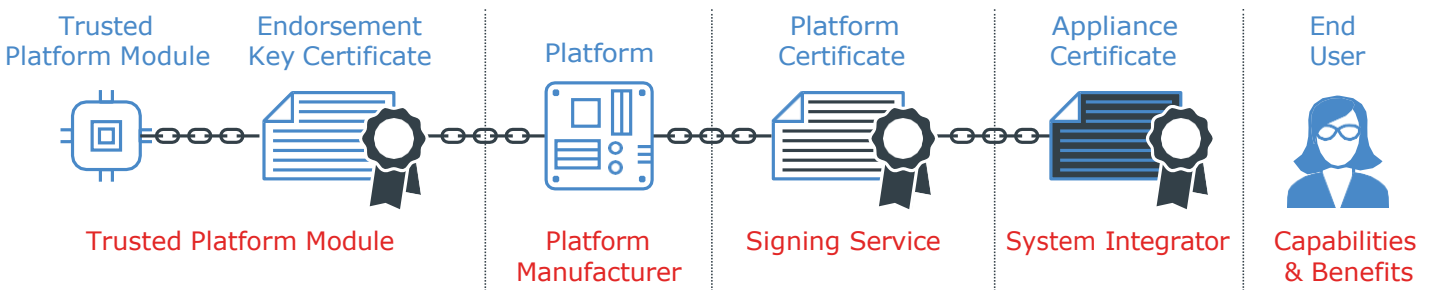 Trusted
Platform Module
Endorsement
Key Certificate
Platform
Platform
Certificate
Appliance
Certificate
End
User
Trusted Platform Module
Platform
Manufacturer
Signing Service
System Integrator
Capabilities
& Benefits